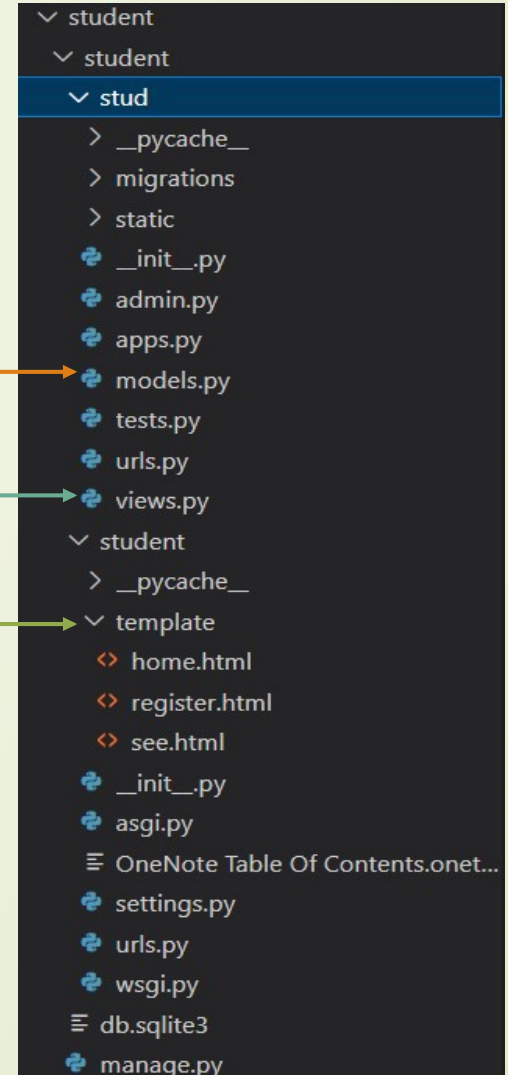 student
student
stud
__pycache__
migrations
static
__init__.py
admin.py
apps.py
models.py
tests.py
urls.py
views.py
student
__pycache__
template
home.html
register.html
see.html
__init__.py
asgi.py
OneNote Table Of Contents.onet...
settings.py
urls.py
wsgi.py
db.sqlite3
manage.py